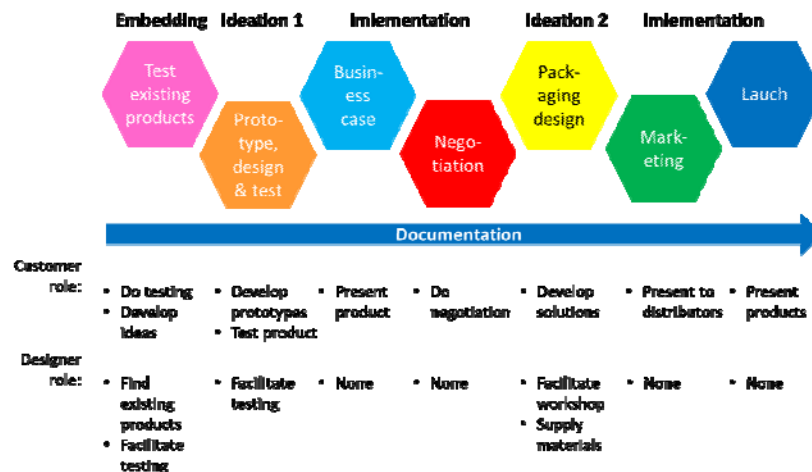 Embedding Ideation 1 Imlementation Ideation 2 Imlementation
Test
existing
products
Proto-
type,
design
& test
Busin-
ess
case
Nego-
tiation
Pack-
aging
design
Mark-
eting
Lauch
Documentation
Customer
role:
• Do testing
• Develop
ideas
• Develop
prototypes
• Test product
• Present
product
• Do
negotiation
• Develop
solutions
• Present to
distributors
• Present
products
Designer
role:
• Find
existing
products
• Facilitate
testing
• Facilitate
testing
• None
• None
• Facilitate
workshop
• Supply
materials
• None
• None